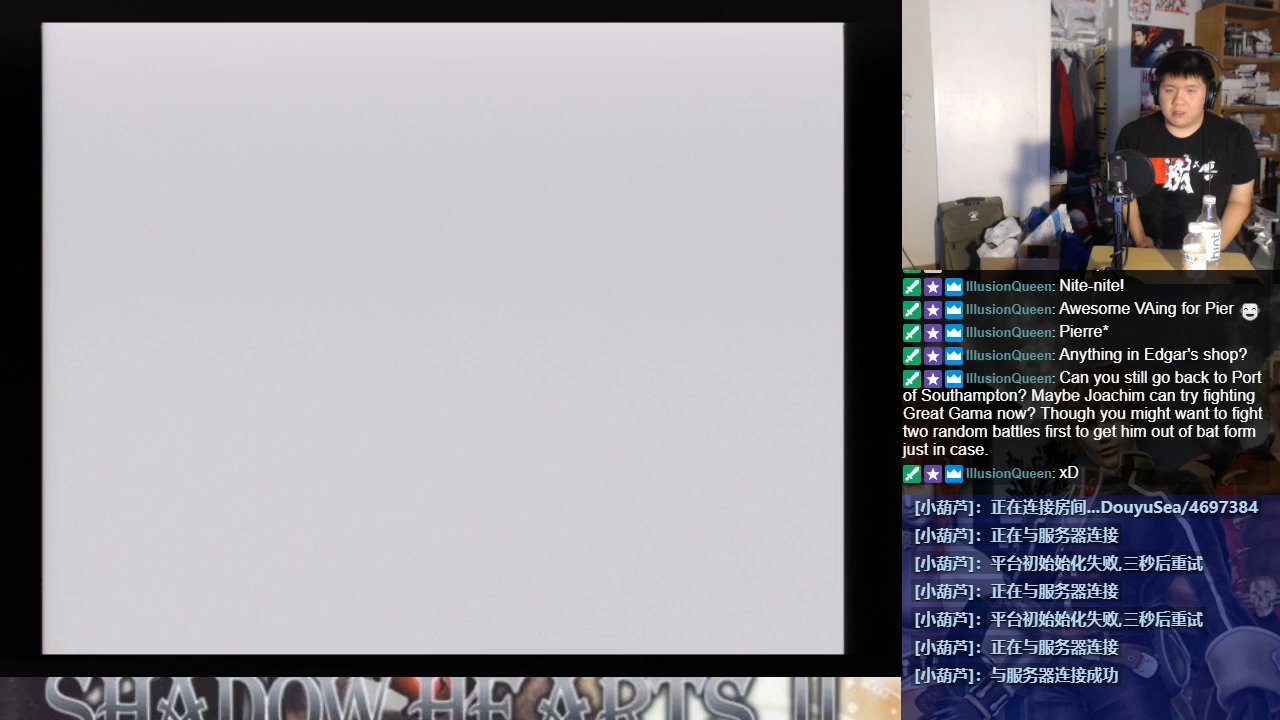 IllusionQueen: Nite-nite!
IllusionQueen: Awesome VAing for Pier
IllusionQueen: Pierre*
IllusionQueen: Anything in Edgar's shop?
IllusionQueen: Can you still go back to Port
of Southampton? Maybe Joachim can try fighting
Great Gama now? Though you might want to fight
two random battles first to get him out of bat form
just in case.
IllusionQueen: xD
[小葫芦]: 正在连接房间...DouyuSea/4697384
[小葫芦]: 正在与服务器连接
[小葫芦]: 平台初始始化失败,三秒后重试
[小葫芦]: 正在与服务器连接
[小葫芦]: 平台初始始化失败,三秒后重试
[小葫芦]: 正在与服务器连接
[小葫芦]: 与服务器连接成功
SHADOW HEARTS II
hint